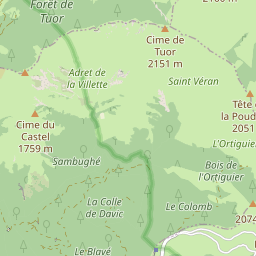 Forêt de
Tuor
Cime de
Tuor
2151 m
Adret de
la Villette
Saint Véran
Tête
la Poud
2051
Cime du
Castel
1759 m
L'Ortiguier
Sambughé
Bois de
l'Ortiguier
La Colle
de Davic
Le Colomb
2074
Le Blavé